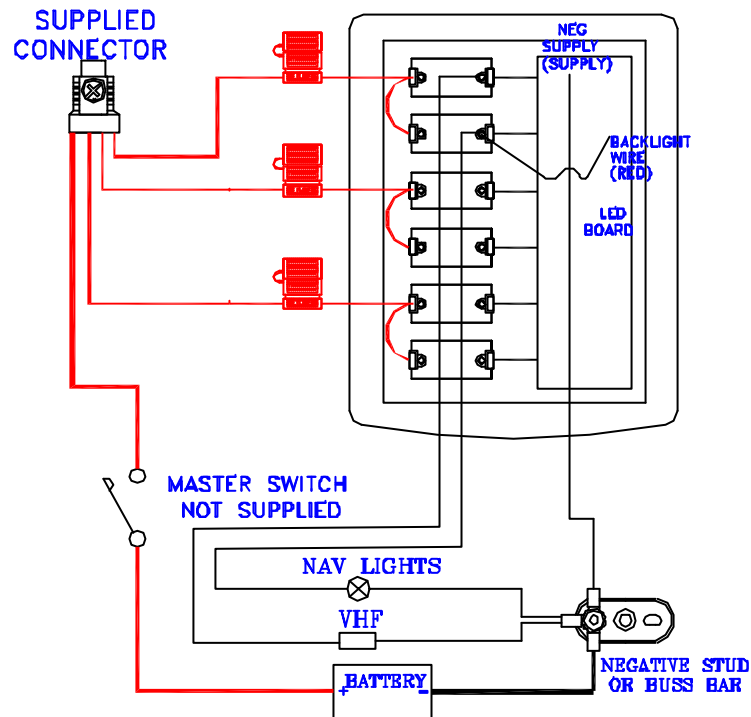 SUPPLIED
CONNECTOR
NEG
SUPPLY
(SUPPLY)
BACKLIGHT
WIRE
(RED)
LED
BOARD
MASTER SWITCH
NOT SUPPLIED
NAV LIGHTS
VHF
BATTERY
+ -
NEGATIVE STUD
OR BUSS BAR